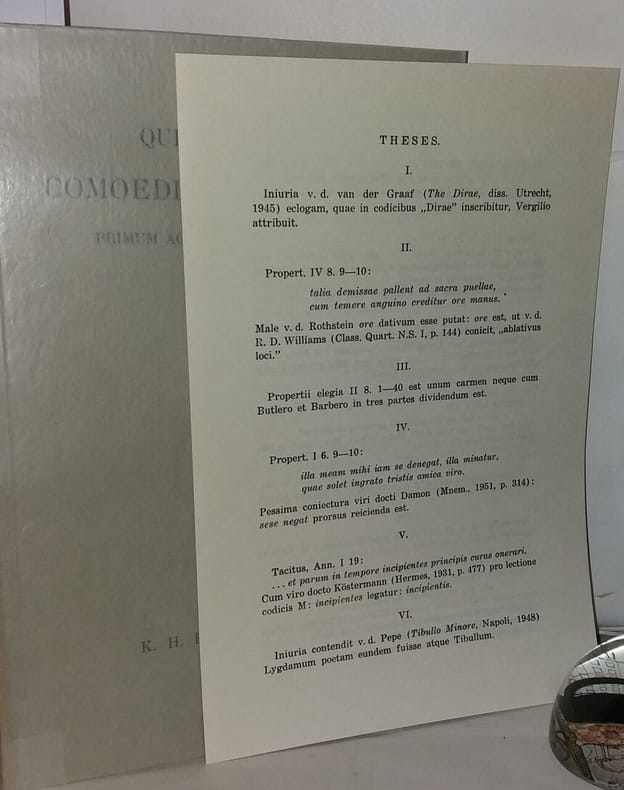 COMOEDI
PRIMUM
K. H.
THESES.
I.
Iniuria v. d. van der Graaf (The Dirae, diss. Utrecht,
1945) eclogam, quae in codicibus „Dirae” inscribitur, Vergilio
attribuit.
II.
Propert. IV 8. 9—10:
talia demissae pallent ad sacra puellae,
cum temere anguino creditur ore manus.
Male v. d. Rothstein ore dativum esse putat: ore est, ut v. d.
R. D. Williams (Class. Quart. N.S. I, p. 144) conicit, „ablativus
loci.”
III.
Propertii elegia II 8. 1—40 est unum carmen neque cum
Butlero et Barbero in tres partes dividendum est.
IV.
Propert. I 6. 9—10:
illa meam mihi iam se denegat, illa minatur,
quae solet ingrato tristis amica viro.
Pessima coniectura viri docti Damon (Mnem., 1951, p. 314):
sese negat prorsus reicienda est.
V.
Tacitus, Ann. I 19:
... et parum in tempore incipientes principis curas onerari.
Cum viro docto Köstermann (Hermes, 1931, p. 477) pro lectione
codicis M: incipientes legatur: incipientis.
VI.
Iniuria contendit v. d. Pepe (Tibullo Minore, Napoli, 1948)
Lygdamum poetam eundem fuisse atque Tibullum.